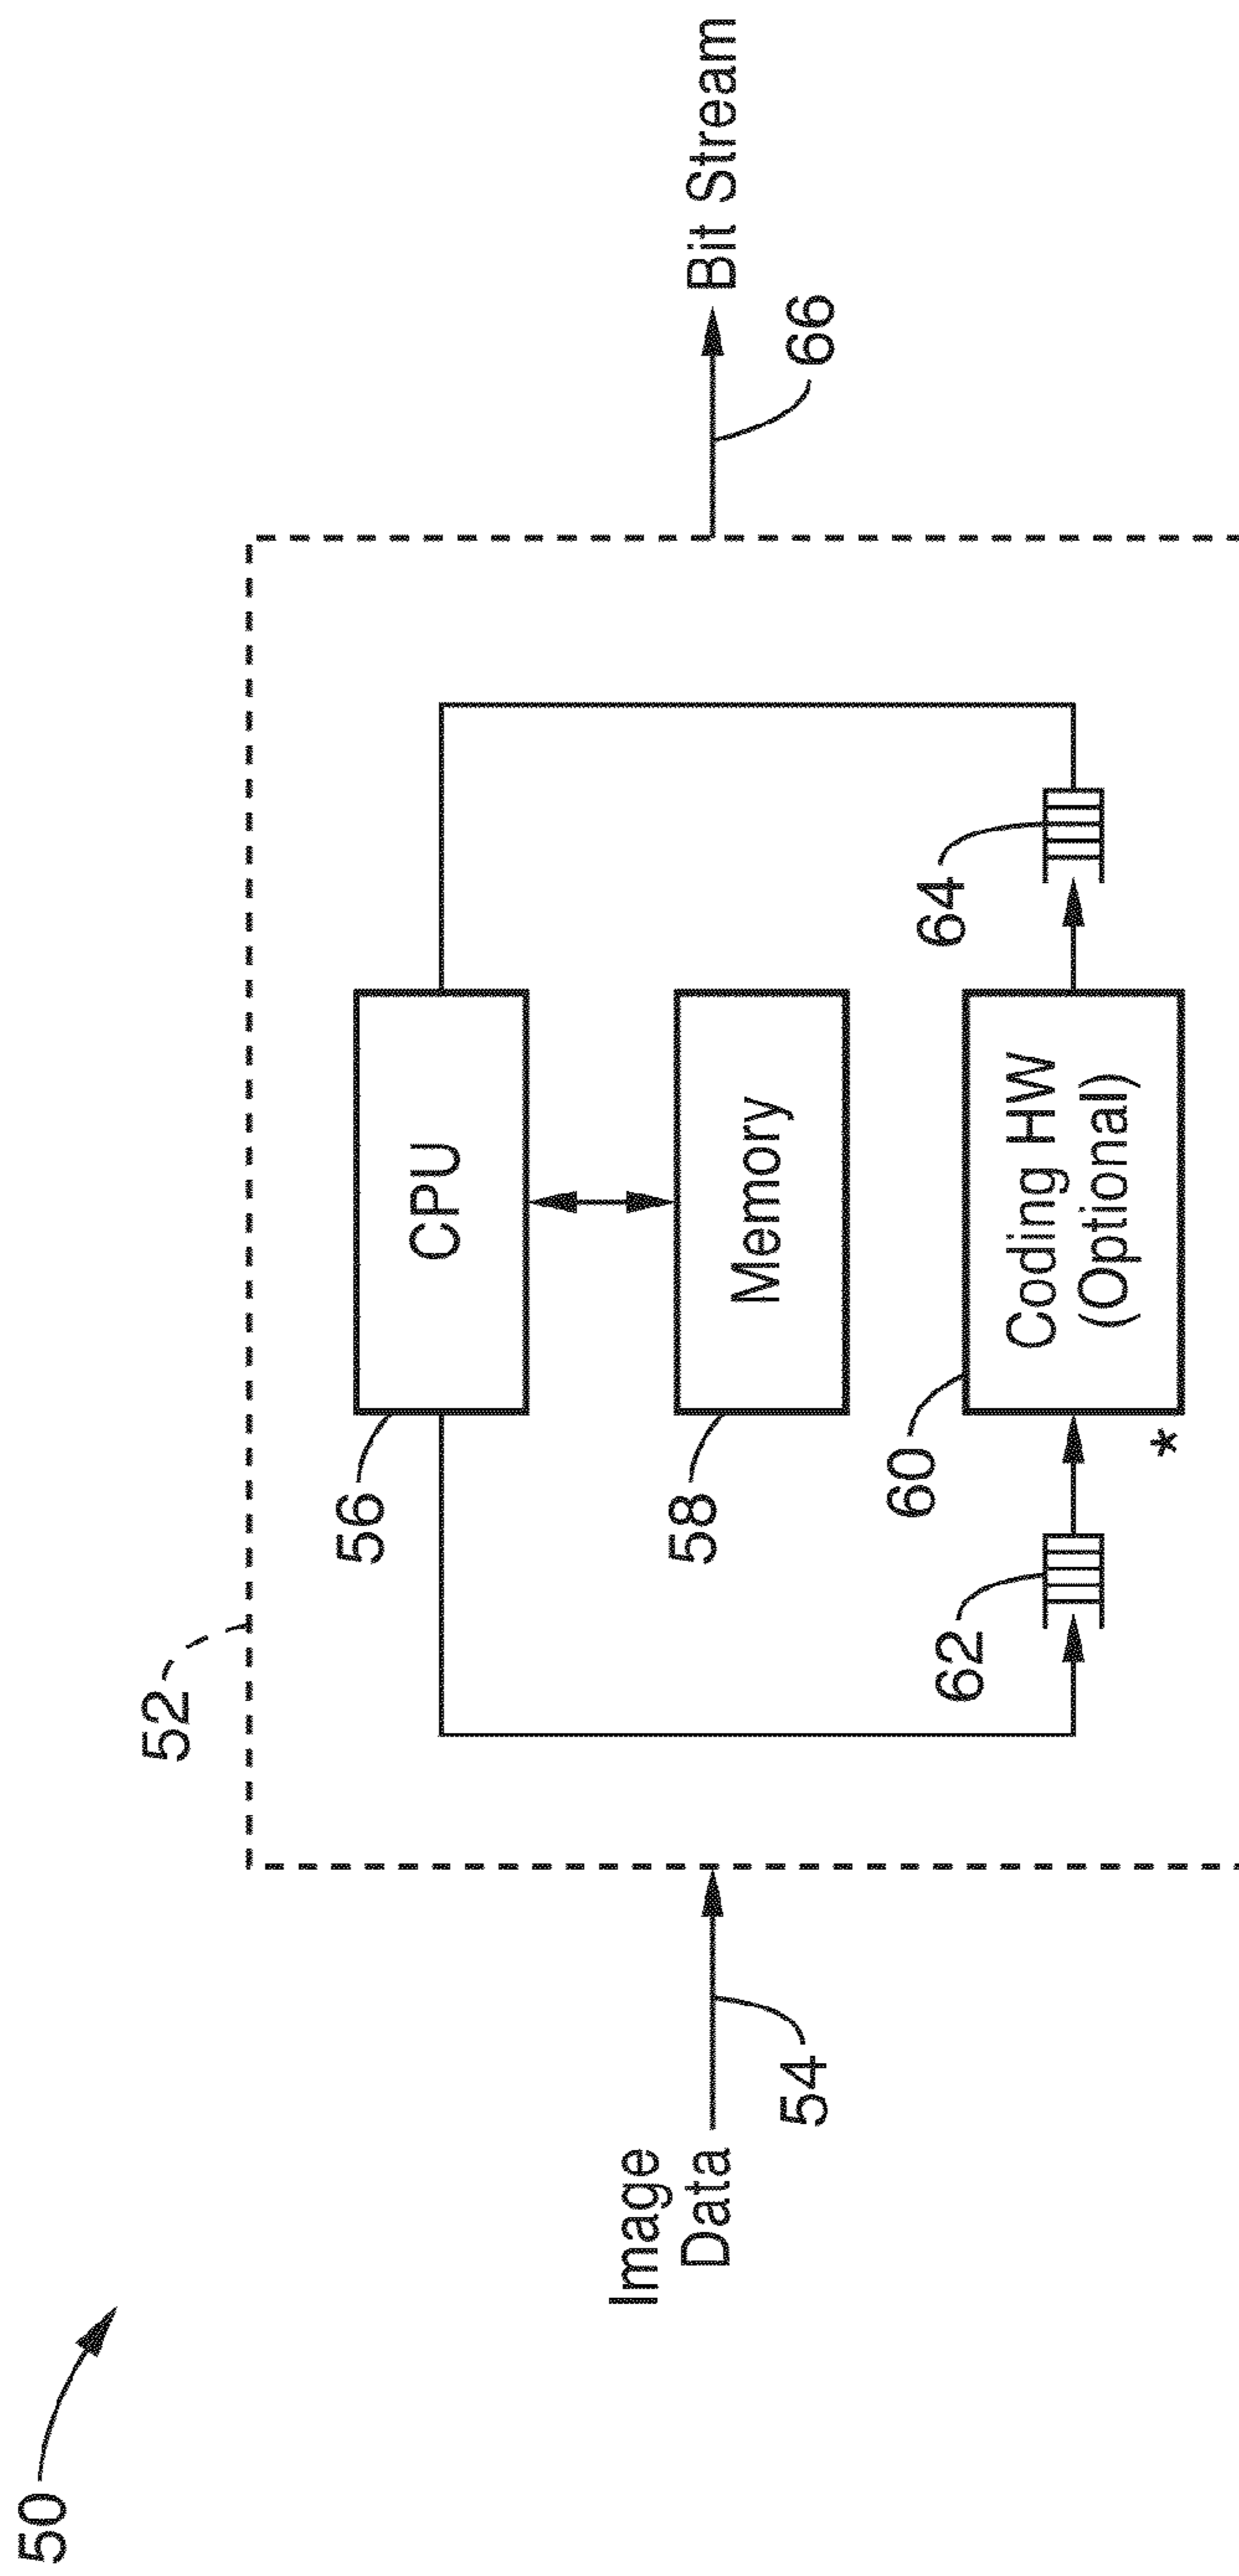 50
52
56
CPU
58
Memory
Image
Data
54
Bit Stream
66
62
60
Coding HW
(Optional)
64
*